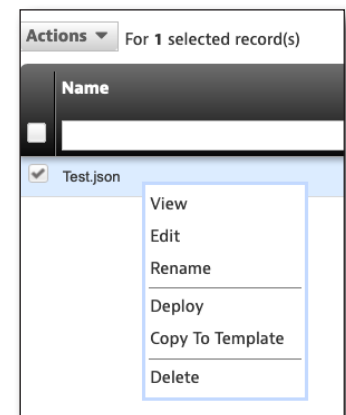 Actions For 1 selected record(s)
Name
Test.json
View
Edit
Rename
Deploy
Copy To Template
Delete